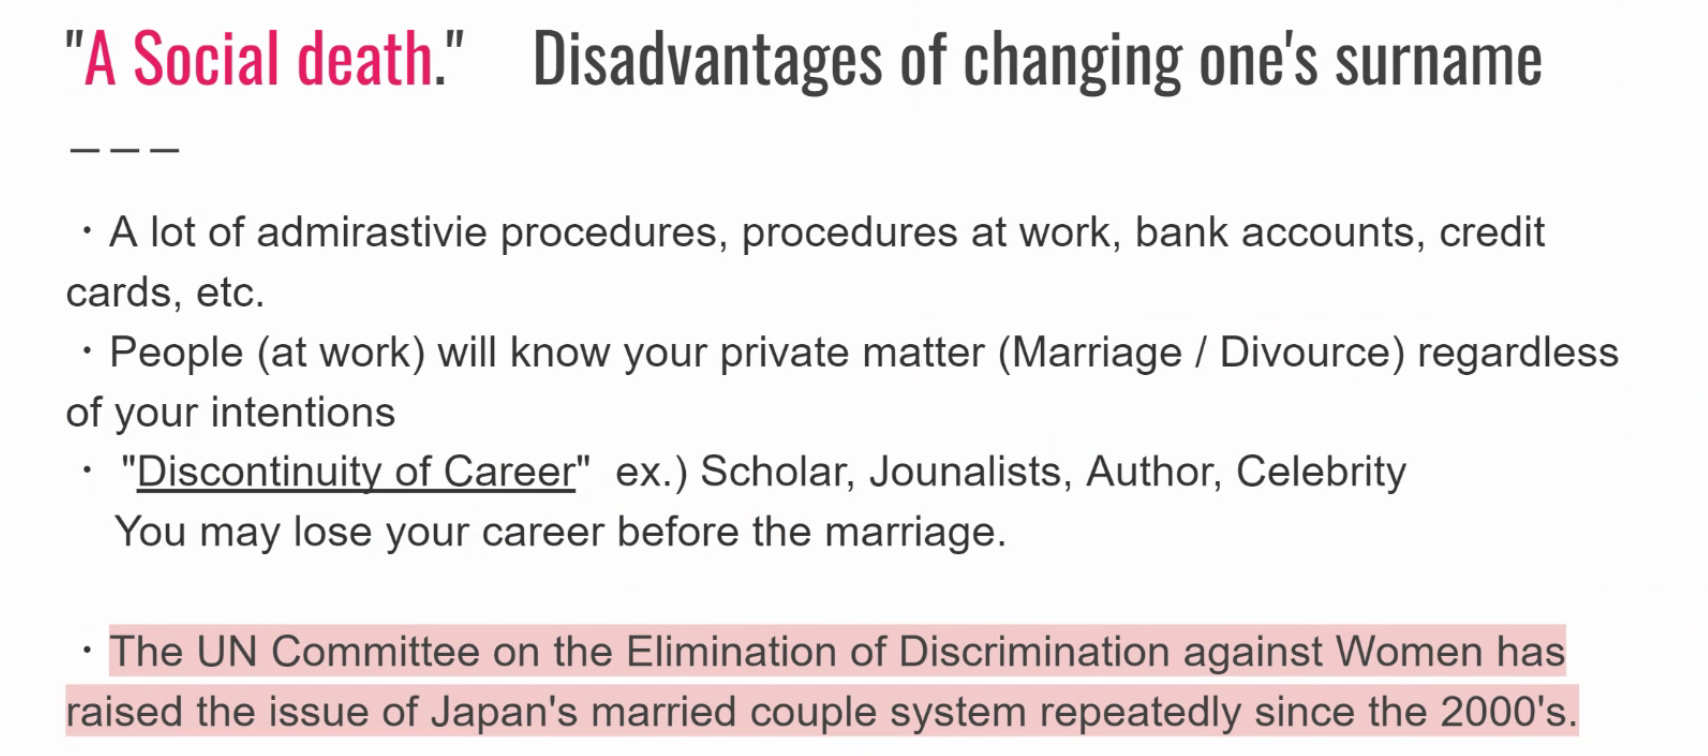 "A Social death." Disadvantages of changing one's surname
・A lot of admirastivie procedures, procedures at work, bank accounts, credit
cards, etc.
・People (at work) will know your private matter (Marriage / Divource) regardless
of your intentions
・ "Discontinuity of Career" ex.) Scholar, Jounalists, Author, Celebrity
You may lose your career before the marriage.
・The UN Committee on the Elimination of Discrimination against Women has
raised the issue of Japan's married couple system repeatedly since the 2000's.